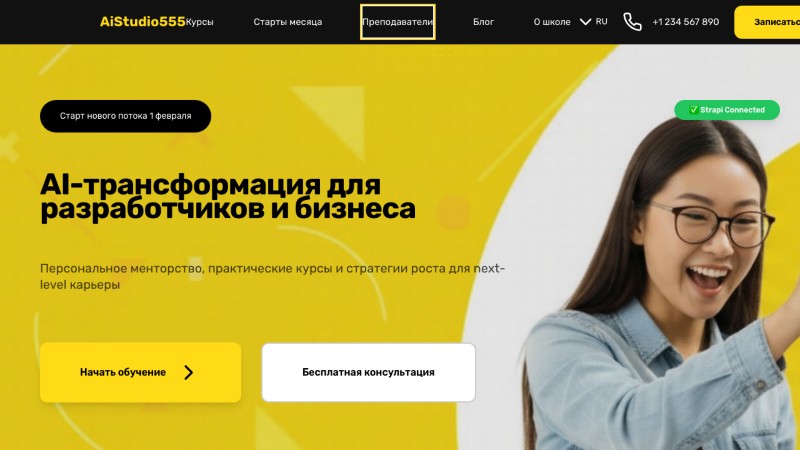 AiStudio555 Курсы Старты месяца Преподаватели Блог О школе RU +1 234 567 890 Записатьс
Старт нового потока 1 февраля
✅ Strapi Connected
AI-трансформация для
разработчиков и бизнеса
Персональное менторство, практические курсы и стратегии роста для next-
level карьеры
Начать обучение
Бесплатная консультация